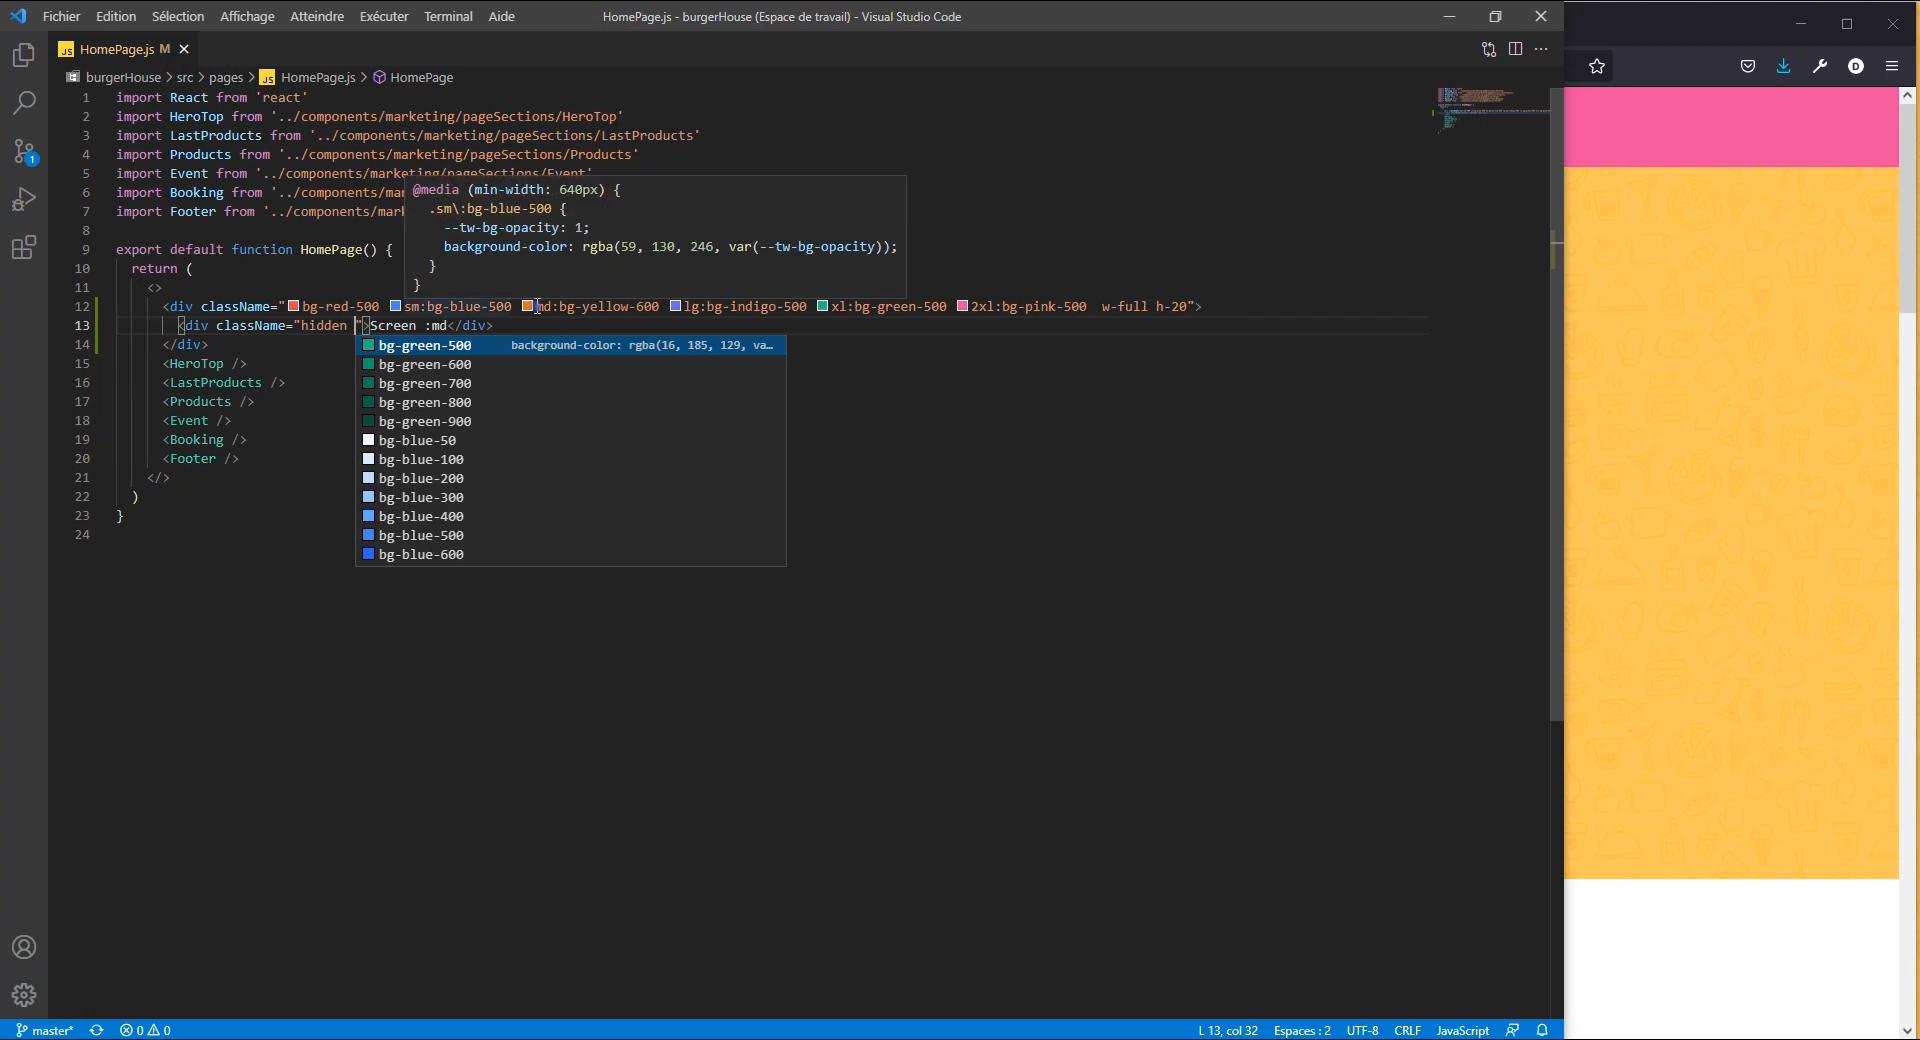 Fichier Edition Sélection Affichage Atteindre Exécuter Terminal Aide HomePage.js - burgerHouse (Espace de travail) - Visual Studio Code
JS HomePage.js M
burgerHouse > src > pages > JS HomePage.js > HomePage
1 import React from 'react'
2 import HeroTop from '../components/marketing/pageSections/HeroTop'
3 import LastProducts from '../components/marketing/pageSections/LastProducts'
4 import Products from '../components/marketing/pageSections/Products'
5 import Event from '../components/marketing/pageSections/Event'
6 import Booking from '../components/mar
7 import Footer from '../components/mark
@media (min-width: 640px) {
.sm\:bg-blue-500 {
--tw-bg-opacity: 1;
background-color: rgba(59, 130, 246, var(--tw-bg-opacity));
}
}
8
9 export default function HomePage() {
10 return (
11 <>
12 <div className="bg-red-500 sm:bg-blue-500 md:bg-yellow-600 lg:bg-indigo-500 xl:bg-green-500 2xl:bg-pink-500 w-full h-20">
13 <div className="hidden ">Screen :md</div>
14 </div>
15 <HeroTop />
16 <LastProducts />
17 <Products />
18 <Event />
19 <Booking />
20 <Footer />
21 </>
22 )
23 }
24
bg-green-500 background-color: rgba(16, 185, 129, va…
bg-green-600
bg-green-700
bg-green-800
bg-green-900
bg-blue-50
bg-blue-100
bg-blue-200
bg-blue-300
bg-blue-400
bg-blue-500
bg-blue-600
1
D
master* 0 0 L 13, col 32 Espaces : 2 UTF-8 CRLF JavaScript